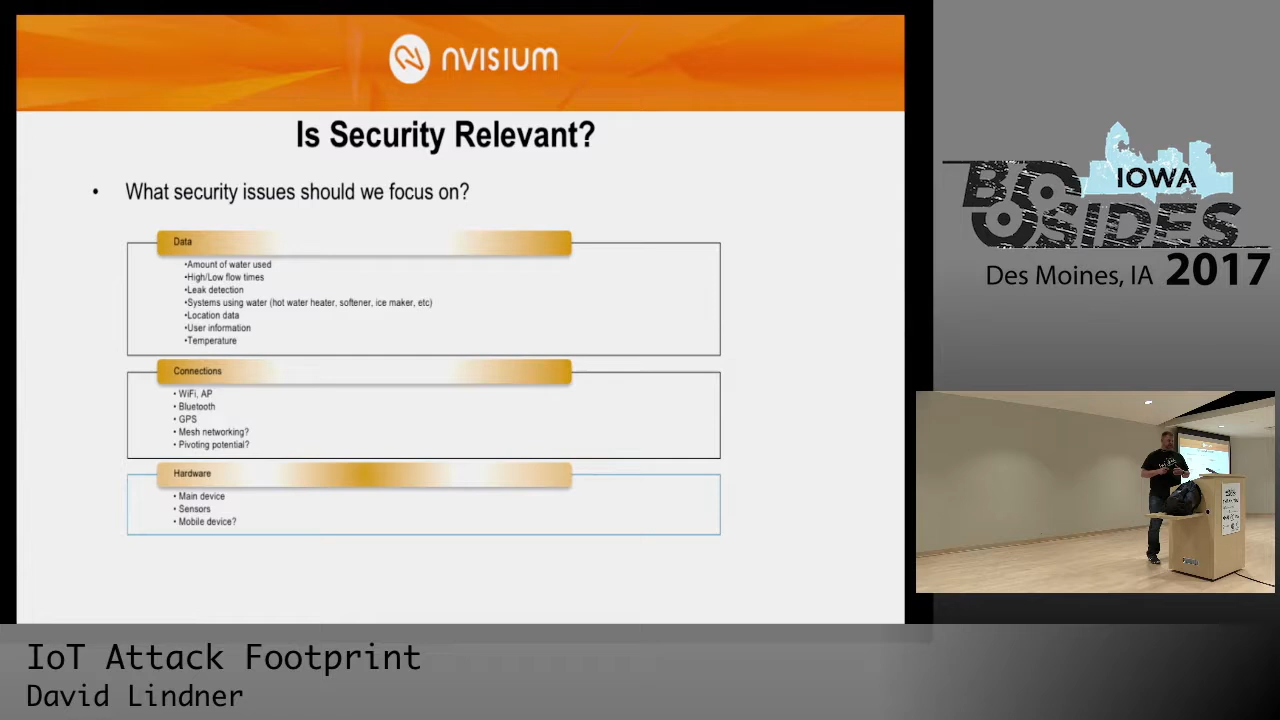 nVISIUM
Is Security Relevant?
• What security issues should we focus on?
Data
•Amount of water used
•High/Low flow times
•Leak detection
•Systems using water (hot water heater, softener, ice maker, etc)
•Location data
•User information
•Temperature
Connections
• WiFi, AP
• Bluetooth
• GPS
• Mesh networking?
• Pivoting potential?
Hardware
• Main device
• Sensors
• Mobile device?
IOWA
BSIDES
Des Moines, IA 2017
IoT Attack Footprint
David Lindner